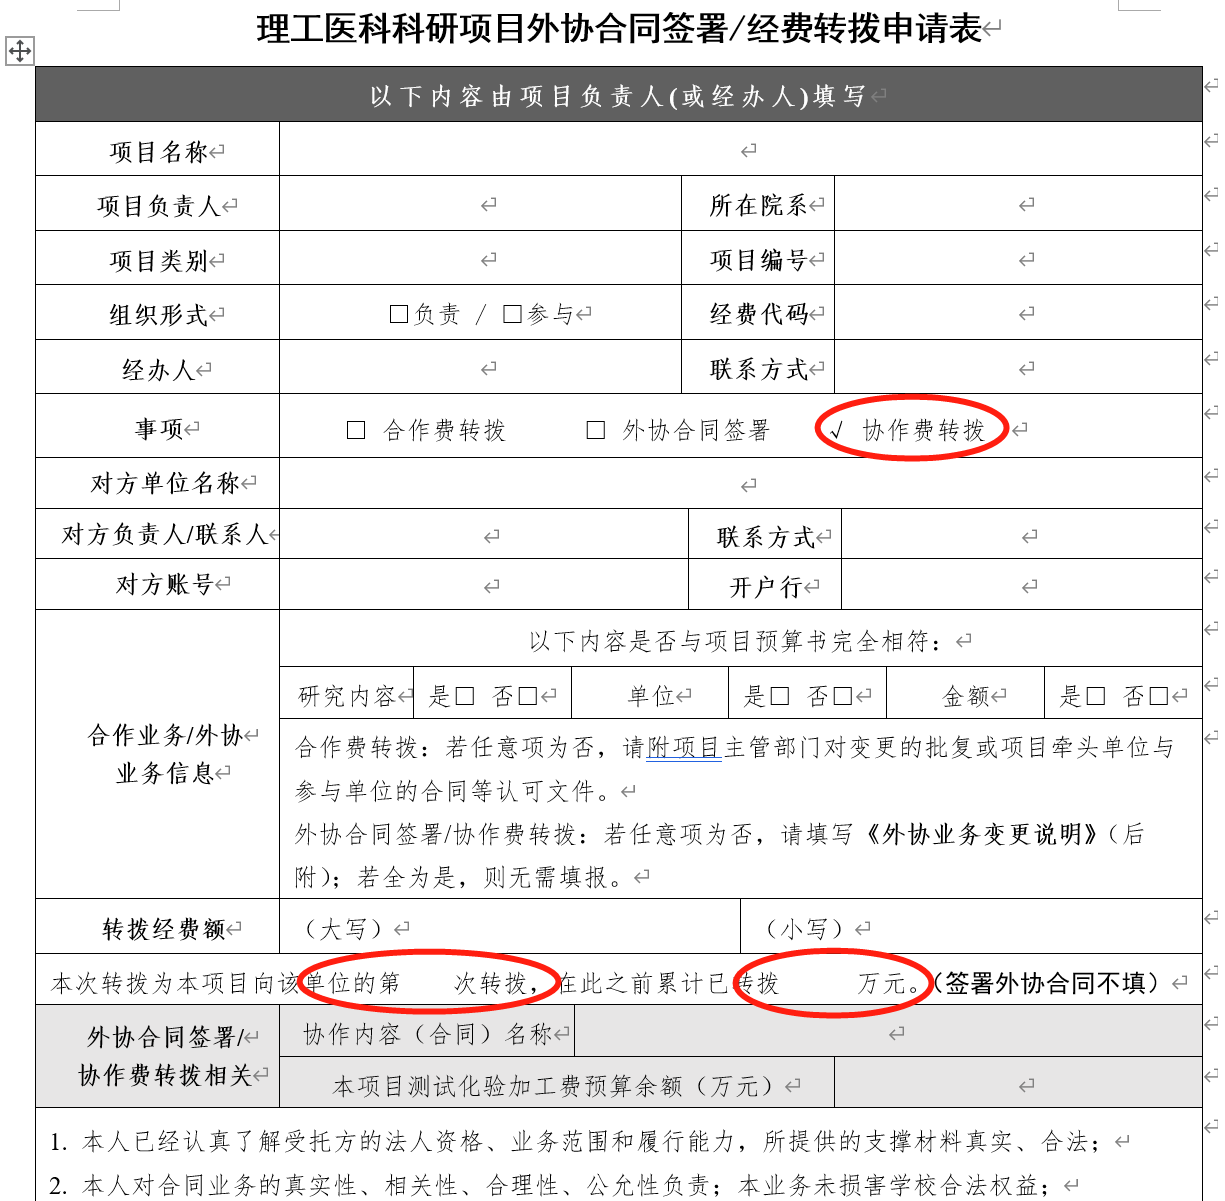 理工医科科研项目外协合同签署/经费转拨申请表
以下内容由项目负责人(或经办人)填写
项目名称
项目负责人 所在院系
项目类别 项目编号
组织形式 □负责 / □参与 经费代码
经办人 联系方式
事项 □ 合作费转拨 □ 外协合同签署 √ 协作费转拨
对方单位名称
对方负责人/联系人 联系方式
对方账号 开户行
以下内容是否与项目预算书完全相符：
研究内容 是□ 否□ 单位 是□ 否□ 金额 是□ 否□
合作业务/外协
业务信息
合作费转拨：若任意项为否，请附项目主管部门对变更的批复或项目牵头单位与
参与单位的合同等认可文件。
外协合同签署/协作费转拨：若任意项为否，请填写《外协业务变更说明》（后
附）；若全为是，则无需填报。
转拨经费额 （大写） （小写）
本次转拨为本项目向该单位的第 次转拨，在此之前累计已转拨 万元。（签署外协合同不填）
外协合同签署/
协作费转拨相关
协作内容（合同）名称
本项目测试化验加工费预算余额（万元）
1. 本人已经认真了解受托方的法人资格、业务范围和履行能力，所提供的支撑材料真实、合法；
2. 本人对合同业务的真实性、相关性、合理性、公允性负责；本业务未损害学校合法权益；